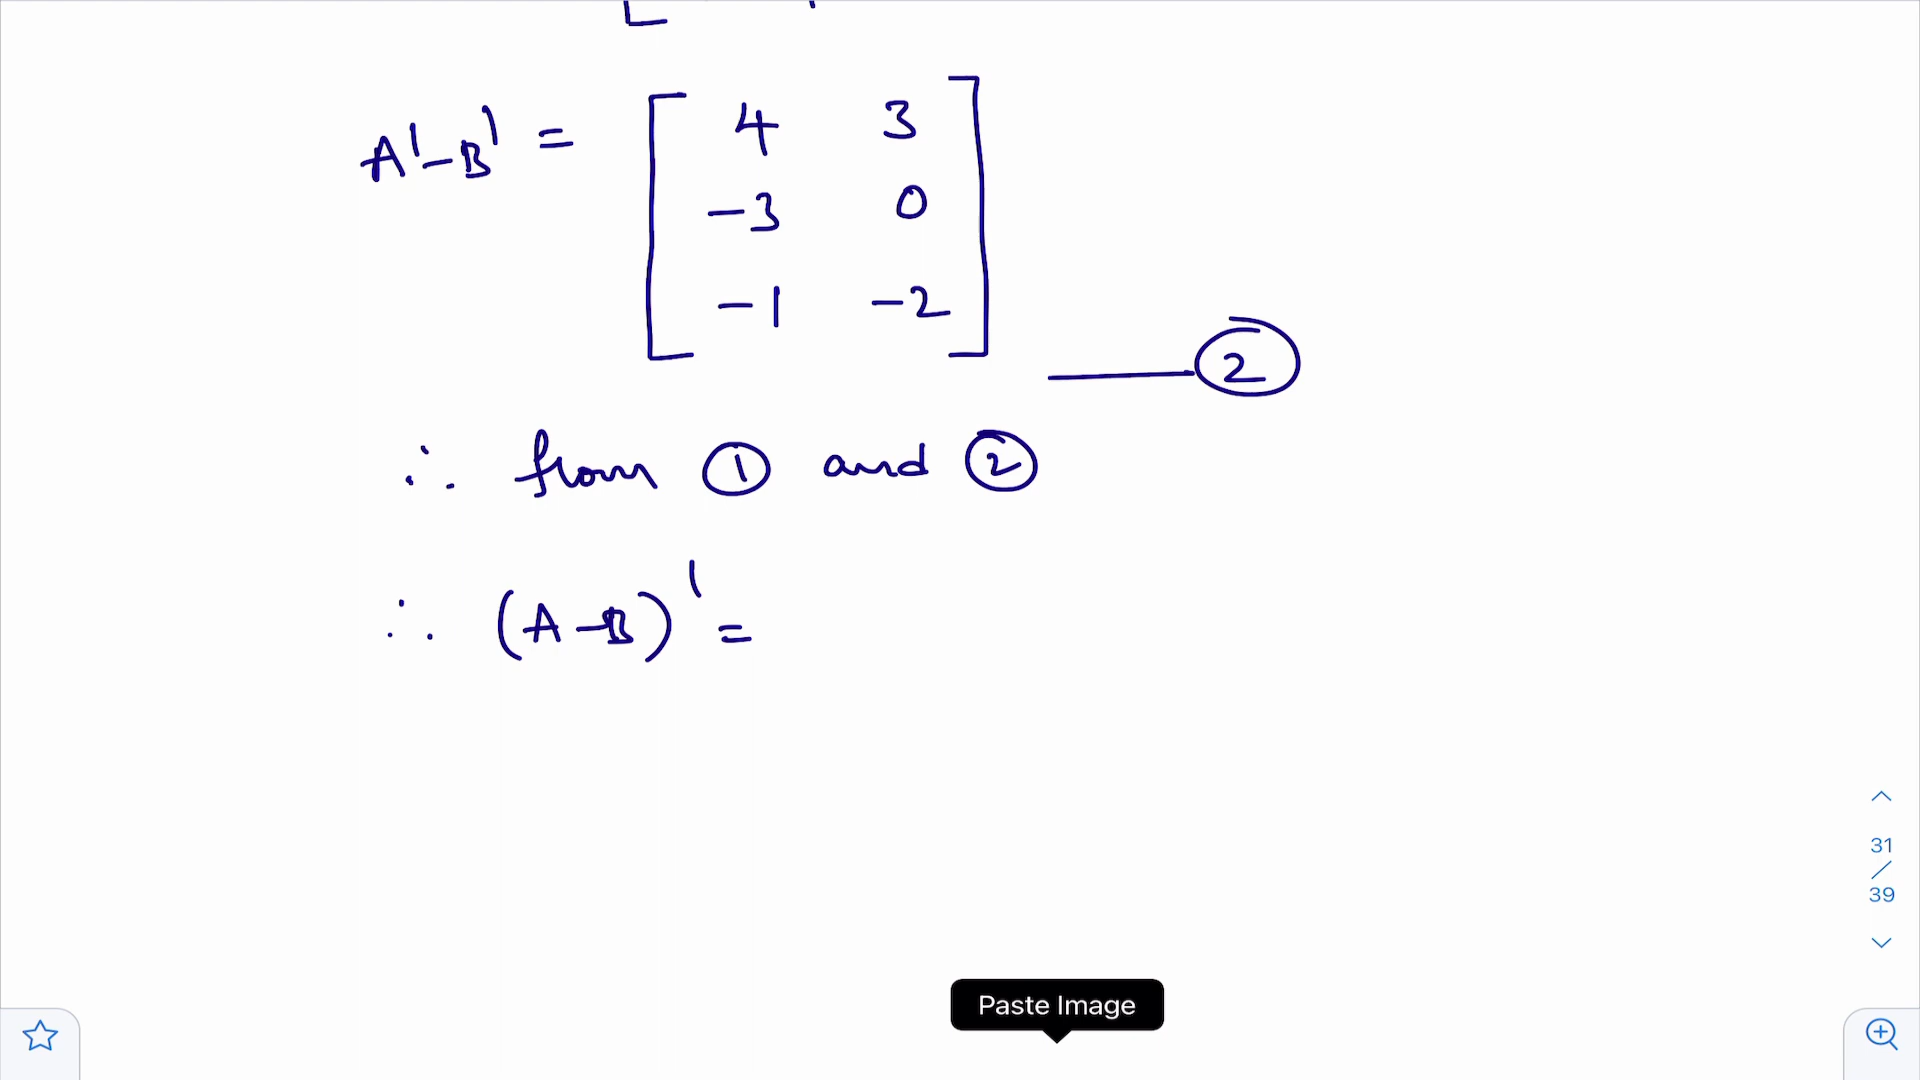 A'-B' = [ 4 3
-3 0
-1 -2 ]
②
∴ from ① and ②
∴ (A-B)' =
31
/
39
Paste Image